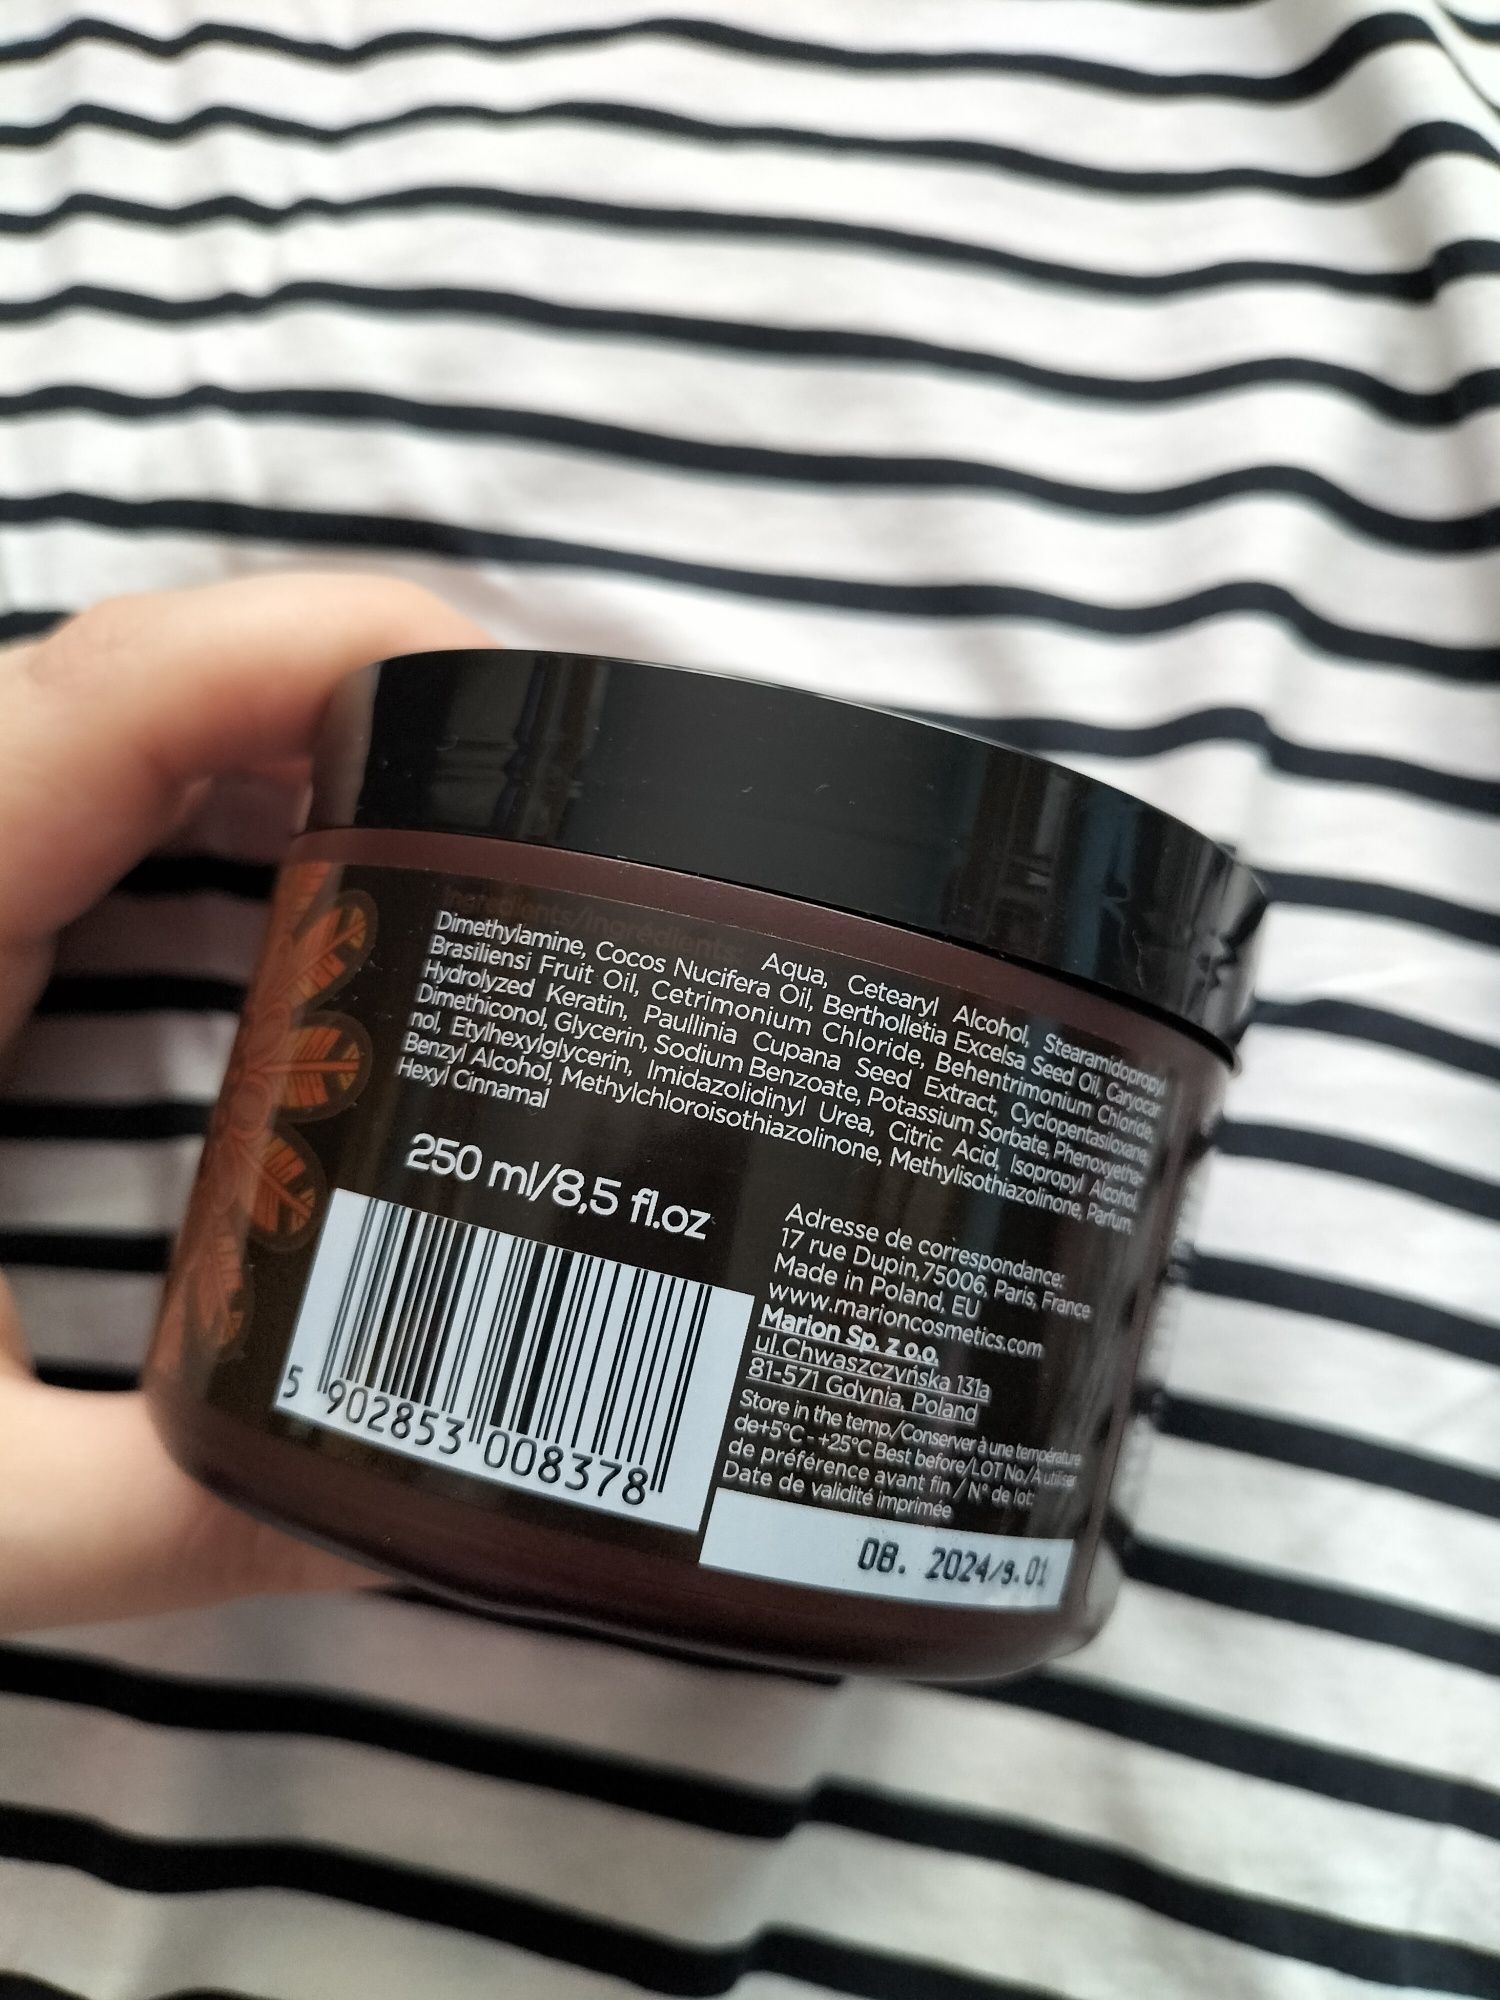 Ingredients/Ingrédients:
Aqua, Cetearyl Alcohol, Stearamidopropyl
Dimethylamine, Cocos Nucifera Oil, Bertholletia Excelsa Seed Oil, Caryocar
Brasiliensi Fruit Oil, Cetrimonium Chloride, Behentrimonium Chloride,
Hydrolyzed Keratin, Paullinia Cupana Seed Extract, Cyclopentasiloxane,
Dimethiconol, Glycerin, Sodium Benzoate, Potassium Sorbate, Phenoxyetha-
nol, Etylhexylglycerin, Imidazolidinyl Urea, Citric Acid, Isopropyl Alcohol,
Benzyl Alcohol, Methylchloroisothiazolinone, Methylisothiazolinone, Parfum,
Hexyl Cinnamal
250 ml/8,5 fl.oz
5 902853 008378
Adresse de correspondance:
17 rue Dupin,75006, Paris, France
Made in Poland, EU
www.marioncosmetics.com
Marion Sp. z o.o.
ul.Chwaszczyńska 131a
81-571 Gdynia, Poland
Store in the temp./Conserver à une température
de+5°C - +25°C Best before/LOT No./A utiliser
de préférence avant fin / N° de lot:
Date de validité imprimée
08. 2024/9.01